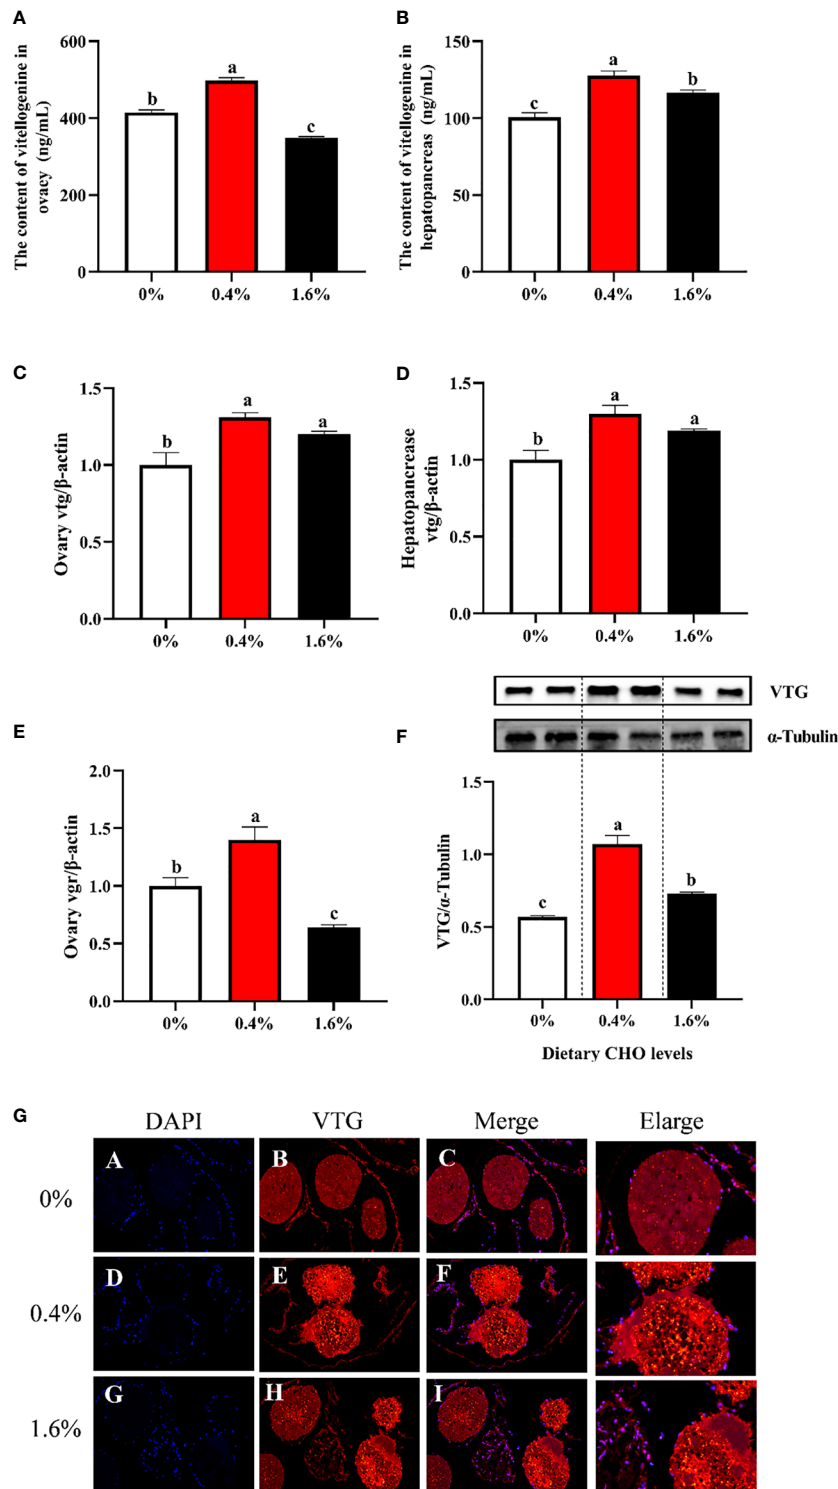 A
The content of vitellogenine in
ovacy (ng/mL)
600
400
200
0
b
a
c
0%
0.4%
1.6%
B
The content of vitellogenine in
hepatopancreas (ng/mL)
150
100
50
0
c
a
b
0%
0.4%
1.6%
C
Ovary vtg/β-actin
1.5
1.0
0.5
0.0
b
a
a
0%
0.4%
1.6%
D
Hepatopancrease
vtg/β-actin
1.5
1.0
0.5
0.0
b
a
a
0%
0.4%
1.6%
E
Ovary vgr/β-actin
2.0
1.5
1.0
0.5
0.0
b
a
c
0%
0.4%
1.6%
F
VTG
α-Tubulin
VTG/α-Tubulin
1.5
1.0
0.5
0.0
c
a
b
0%
0.4%
1.6%
Dietary CHO levels
G
DAPI VTG Merge Elarge
0% A B C
0.4% D E F
1.6% G H I